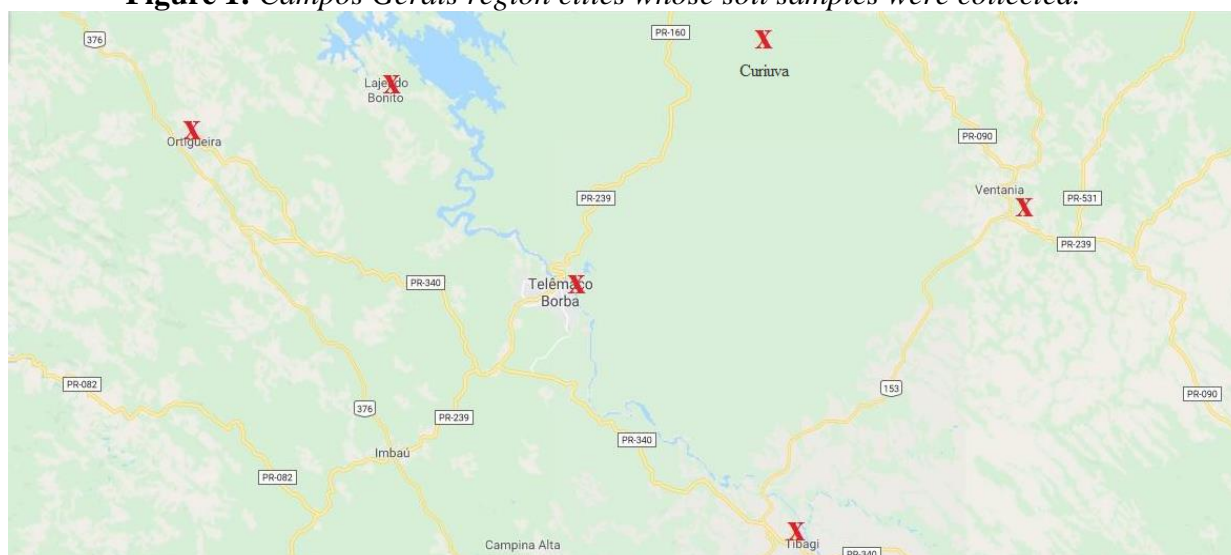 Figure 1: Campos Gerais region cities whose soil samples were collected.
376
PR-160
X
Curiuva
X
Bonito
X
Ortigueira
PR-090
Ventania
X
PR-531
PR-239
PR-239
PR-340
Telêmaco
X
Borba
PR-082
376
153
PR-090
PR-239
PR-340
Imbaú
PR-082
X
Tibagi
Campina Alta
PR-340